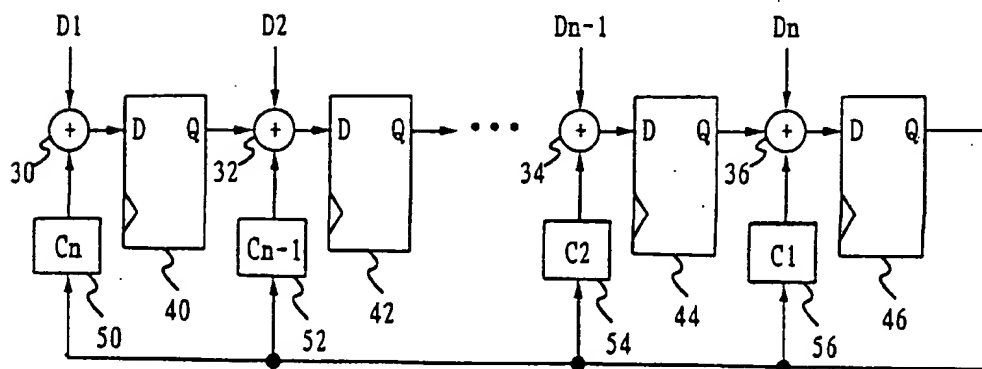 D1 D2 Dn-1 Dn
+ D Q + D Q ••• + D Q + D Q
30 32 34 36
Cn Cn-1 C2 C1
40 42 44 46
50 52 54 56